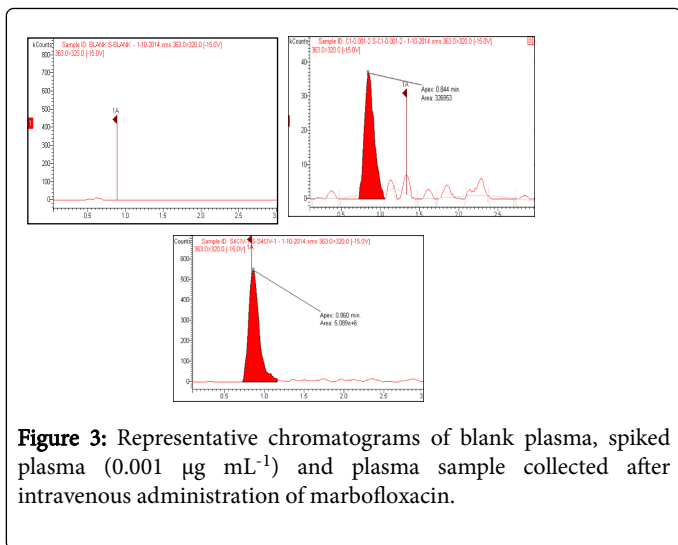 kCounts Sample ID: BLANK S-BLANK - 1-10-2014.xms 363.0>320.0 [-15.0V]
363.0>320.0 [-15.0V]
800
700
600
500
1A
400
1
300
200
100
0
0.5 1.0 1.5 2.0 2.5 3.
kCounts Sample ID: C1-0.001-2 S-C1-0.001-2 - 1-10-2014.xms 363.0>320.0 [-15.0V]
363.0>320.0 [-15.0V]
40
Apex: 0.844 min.
Area: 336953
1A
30
20
10
0
0.5 1.0 1.5 2.0 2.5
Counts 1-10-2014.xms 363.0>320.0 [-15.0V]
363.0>320.0 [-15.0V]
1A
600
500
400
Apex: 0.860 min.
Area: 5.089e+6
300
200
100
0
0.5 1.0 1.5 2.0 2.5 3.
Figure 3: Representative chromatograms of blank plasma, spiked
plasma (0.001 µg mL-1) and plasma sample collected after
intravenous administration of marbofloxacin.